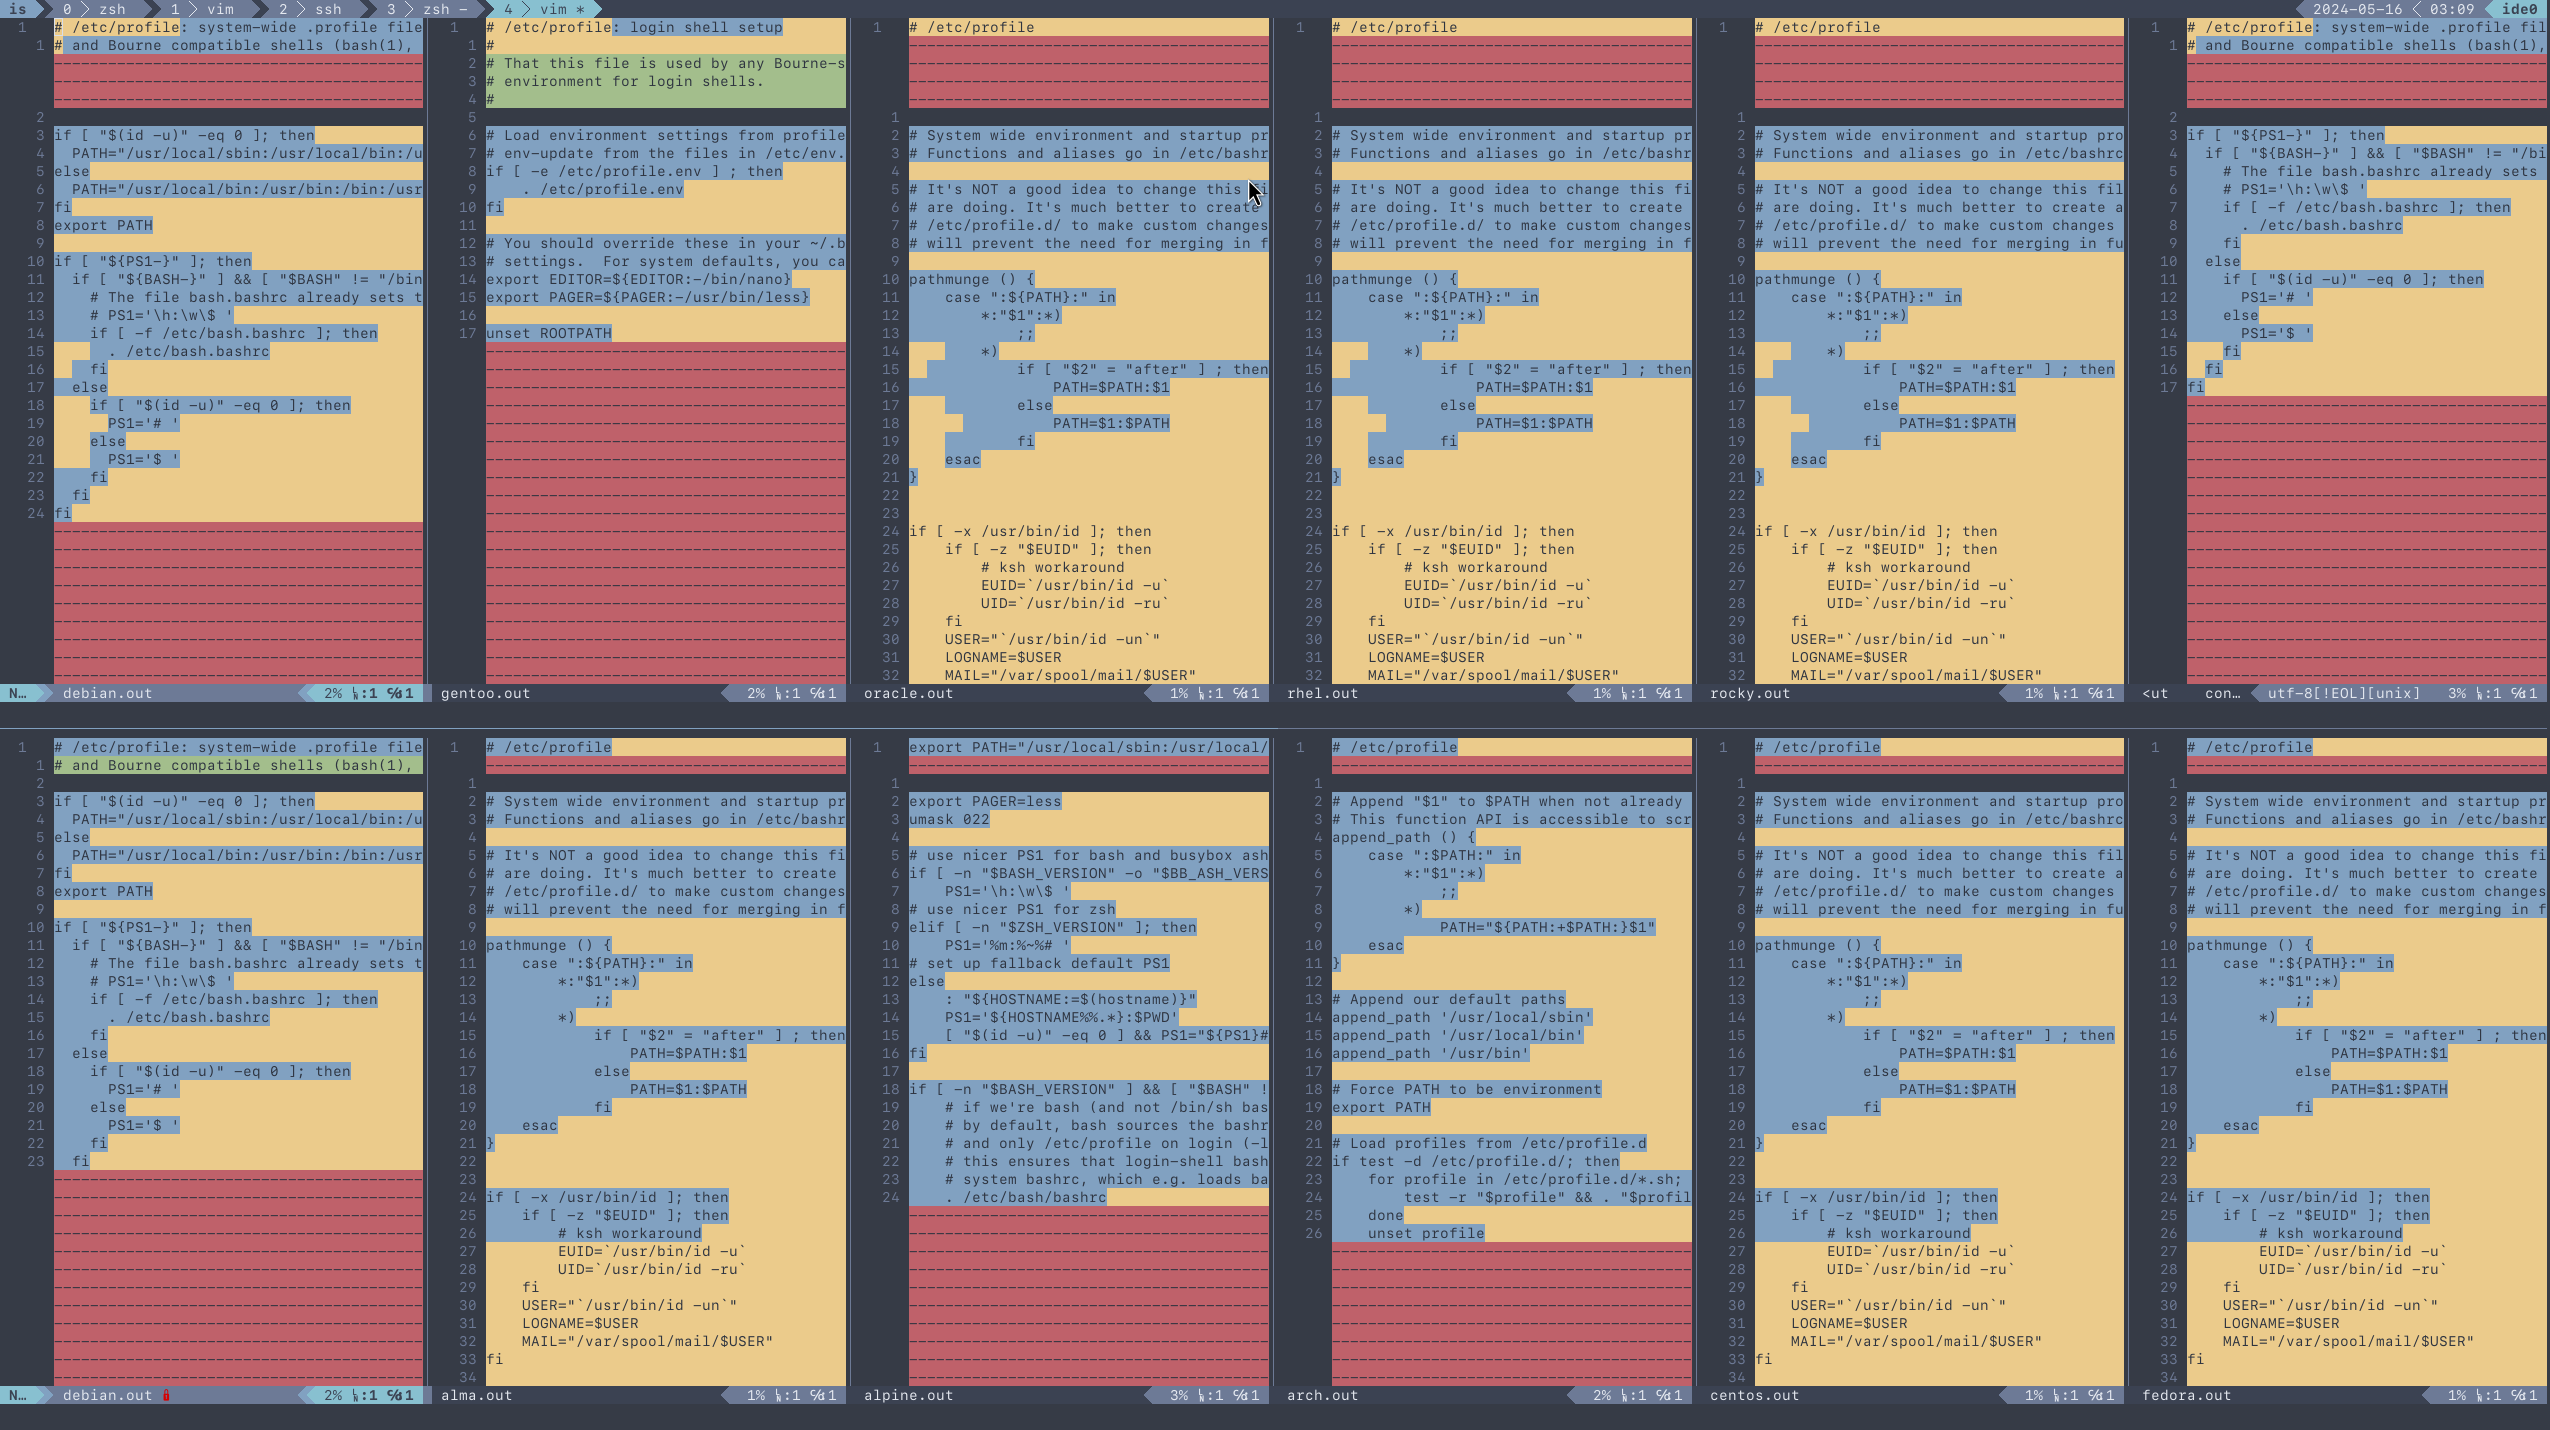 is 0 zsh 1 vim 2 ssh 3 zsh - 4 vim * 2024-05-16 03:09 ide0
1 # /etc/profile: system-wide .profile file
1 # and Bourne compatible shells (bash(1),
2
3 if [ "$(id -u)" -eq 0 ]; then
4 PATH="/usr/local/sbin:/usr/local/bin:/u
5 else
6 PATH="/usr/local/bin:/usr/bin:/bin:/usr
7 fi
8 export PATH
9
10 if [ "${PS1-}" ]; then
11 if [ "${BASH-}" ] && [ "$BASH" != "/bin
12 # The file bash.bashrc already sets t
13 # PS1='\h:\w\$ '
14 if [ -f /etc/bash.bashrc ]; then
15 . /etc/bash.bashrc
16 fi
17 else
18 if [ "$(id -u)" -eq 0 ]; then
19 PS1='# '
20 else
21 PS1='$ '
22 fi
23 fi
24 fi
N… debian.out 2% :1 :1
1 # /etc/profile: login shell setup
1 #
2 # That this file is used by any Bourne-s
3 # environment for login shells.
4 #
5
6 # Load environment settings from profile
7 # env-update from the files in /etc/env.
8 if [ -e /etc/profile.env ] ; then
9 . /etc/profile.env
10 fi
11
12 # You should override these in your ~/.b
13 # settings.  For system defaults, you ca
14 export EDITOR=${EDITOR:-/bin/nano}
15 export PAGER=${PAGER:-/usr/bin/less}
16
17 unset ROOTPATH
gentoo.out 2% :1 :1
1 # /etc/profile
1
2 # System wide environment and startup pr
3 # Functions and aliases go in /etc/bashr
4
5 # It's NOT a good idea to change this fi
6 # are doing. It's much better to create
7 # /etc/profile.d/ to make custom changes
8 # will prevent the need for merging in f
9
10 pathmunge () {
11 case ":${PATH}:" in
12 *:"$1":*)
13 ;;
14 *)
15 if [ "$2" = "after" ] ; then
16 PATH=$PATH:$1
17 else
18 PATH=$1:$PATH
19 fi
20 esac
21 }
22
23
24 if [ -x /usr/bin/id ]; then
25 if [ -z "$EUID" ]; then
26 # ksh workaround
27 EUID=`/usr/bin/id -u`
28 UID=`/usr/bin/id -ru`
29 fi
30 USER="`/usr/bin/id -un`"
31 LOGNAME=$USER
32 MAIL="/var/spool/mail/$USER"
oracle.out 1% :1 :1
1 # /etc/profile
1
2 # System wide environment and startup pr
3 # Functions and aliases go in /etc/bashr
4
5 # It's NOT a good idea to change this fi
6 # are doing. It's much better to create
7 # /etc/profile.d/ to make custom changes
8 # will prevent the need for merging in f
9
10 pathmunge () {
11 case ":${PATH}:" in
12 *:"$1":*)
13 ;;
14 *)
15 if [ "$2" = "after" ] ; then
16 PATH=$PATH:$1
17 else
18 PATH=$1:$PATH
19 fi
20 esac
21 }
22
23
24 if [ -x /usr/bin/id ]; then
25 if [ -z "$EUID" ]; then
26 # ksh workaround
27 EUID=`/usr/bin/id -u`
28 UID=`/usr/bin/id -ru`
29 fi
30 USER="`/usr/bin/id -un`"
31 LOGNAME=$USER
32 MAIL="/var/spool/mail/$USER"
rhel.out 1% :1 :1
1 # /etc/profile
1
2 # System wide environment and startup pro
3 # Functions and aliases go in /etc/bashrc
4
5 # It's NOT a good idea to change this fil
6 # are doing. It's much better to create a
7 # /etc/profile.d/ to make custom changes
8 # will prevent the need for merging in fu
9
10 pathmunge () {
11 case ":${PATH}:" in
12 *:"$1":*)
13 ;;
14 *)
15 if [ "$2" = "after" ] ; then
16 PATH=$PATH:$1
17 else
18 PATH=$1:$PATH
19 fi
20 esac
21 }
22
23
24 if [ -x /usr/bin/id ]; then
25 if [ -z "$EUID" ]; then
26 # ksh workaround
27 EUID=`/usr/bin/id -u`
28 UID=`/usr/bin/id -ru`
29 fi
30 USER="`/usr/bin/id -un`"
31 LOGNAME=$USER
32 MAIL="/var/spool/mail/$USER"
rocky.out 1% :1 :1
1 # /etc/profile: system-wide .profile fil
1 # and Bourne compatible shells (bash(1),
2
3 if [ "${PS1-}" ]; then
4 if [ "${BASH-}" ] && [ "$BASH" != "/bi
5 # The file bash.bashrc already sets
6 # PS1='\h:\w\$ '
7 if [ -f /etc/bash.bashrc ]; then
8 . /etc/bash.bashrc
9 fi
10 else
11 if [ "$(id -u)" -eq 0 ]; then
12 PS1='# '
13 else
14 PS1='$ '
15 fi
16 fi
17 fi
<ut con… utf-8[!EOL][unix] 3% :1 :1
1 # /etc/profile: system-wide .profile file
1 # and Bourne compatible shells (bash(1),
2
3 if [ "$(id -u)" -eq 0 ]; then
4 PATH="/usr/local/sbin:/usr/local/bin:/u
5 else
6 PATH="/usr/local/bin:/usr/bin:/bin:/usr
7 fi
8 export PATH
9
10 if [ "${PS1-}" ]; then
11 if [ "${BASH-}" ] && [ "$BASH" != "/bin
12 # The file bash.bashrc already sets t
13 # PS1='\h:\w\$ '
14 if [ -f /etc/bash.bashrc ]; then
15 . /etc/bash.bashrc
16 fi
17 else
18 if [ "$(id -u)" -eq 0 ]; then
19 PS1='# '
20 else
21 PS1='$ '
22 fi
23 fi
N… debian.out 2% :1 :1
1 # /etc/profile
1
2 # System wide environment and startup pr
3 # Functions and aliases go in /etc/bashr
4
5 # It's NOT a good idea to change this fi
6 # are doing. It's much better to create
7 # /etc/profile.d/ to make custom changes
8 # will prevent the need for merging in f
9
10 pathmunge () {
11 case ":${PATH}:" in
12 *:"$1":*)
13 ;;
14 *)
15 if [ "$2" = "after" ] ; then
16 PATH=$PATH:$1
17 else
18 PATH=$1:$PATH
19 fi
20 esac
21 }
22
23
24 if [ -x /usr/bin/id ]; then
25 if [ -z "$EUID" ]; then
26 # ksh workaround
27 EUID=`/usr/bin/id -u`
28 UID=`/usr/bin/id -ru`
29 fi
30 USER="`/usr/bin/id -un`"
31 LOGNAME=$USER
32 MAIL="/var/spool/mail/$USER"
33 fi
34
alma.out 1% :1 :1
1 export PATH="/usr/local/sbin:/usr/local/
1
2 export PAGER=less
3 umask 022
4
5 # use nicer PS1 for bash and busybox ash
6 if [ -n "$BASH_VERSION" -o "$BB_ASH_VERS
7 PS1='\h:\w\$ '
8 # use nicer PS1 for zsh
9 elif [ -n "$ZSH_VERSION" ]; then
10 PS1='%m:%~%# '
11 # set up fallback default PS1
12 else
13 : "${HOSTNAME:=$(hostname)}"
14 PS1='${HOSTNAME%%.*}:$PWD'
15 [ "$(id -u)" -eq 0 ] && PS1="${PS1}#
16 fi
17
18 if [ -n "$BASH_VERSION" ] && [ "$BASH" !
19 # if we're bash (and not /bin/sh bas
20 # by default, bash sources the bashr
21 # and only /etc/profile on login (-l
22 # this ensures that login-shell bash
23 # system bashrc, which e.g. loads ba
24 . /etc/bash/bashrc
alpine.out 3% :1 :1
1 # /etc/profile
1
2 # Append "$1" to $PATH when not already
3 # This function API is accessible to scr
4 append_path () {
5 case ":$PATH:" in
6 *:"$1":*)
7 ;;
8 *)
9 PATH="${PATH:+$PATH:}$1"
10 esac
11 }
12
13 # Append our default paths
14 append_path '/usr/local/sbin'
15 append_path '/usr/local/bin'
16 append_path '/usr/bin'
17
18 # Force PATH to be environment
19 export PATH
20
21 # Load profiles from /etc/profile.d
22 if test -d /etc/profile.d/; then
23 for profile in /etc/profile.d/*.sh;
24 test -r "$profile" && . "$profil
25 done
26 unset profile
arch.out 2% :1 :1
1 # /etc/profile
1
2 # System wide environment and startup pro
3 # Functions and aliases go in /etc/bashrc
4
5 # It's NOT a good idea to change this fil
6 # are doing. It's much better to create a
7 # /etc/profile.d/ to make custom changes
8 # will prevent the need for merging in fu
9
10 pathmunge () {
11 case ":${PATH}:" in
12 *:"$1":*)
13 ;;
14 *)
15 if [ "$2" = "after" ] ; then
16 PATH=$PATH:$1
17 else
18 PATH=$1:$PATH
19 fi
20 esac
21 }
22
23
24 if [ -x /usr/bin/id ]; then
25 if [ -z "$EUID" ]; then
26 # ksh workaround
27 EUID=`/usr/bin/id -u`
28 UID=`/usr/bin/id -ru`
29 fi
30 USER="`/usr/bin/id -un`"
31 LOGNAME=$USER
32 MAIL="/var/spool/mail/$USER"
33 fi
34
centos.out 1% :1 :1
1 # /etc/profile
1
2 # System wide environment and startup pr
3 # Functions and aliases go in /etc/bashr
4
5 # It's NOT a good idea to change this fi
6 # are doing. It's much better to create
7 # /etc/profile.d/ to make custom changes
8 # will prevent the need for merging in f
9
10 pathmunge () {
11 case ":${PATH}:" in
12 *:"$1":*)
13 ;;
14 *)
15 if [ "$2" = "after" ] ; then
16 PATH=$PATH:$1
17 else
18 PATH=$1:$PATH
19 fi
20 esac
21 }
22
23
24 if [ -x /usr/bin/id ]; then
25 if [ -z "$EUID" ]; then
26 # ksh workaround
27 EUID=`/usr/bin/id -u`
28 UID=`/usr/bin/id -ru`
29 fi
30 USER="`/usr/bin/id -un`"
31 LOGNAME=$USER
32 MAIL="/var/spool/mail/$USER"
33 fi
34
fedora.out 1% :1 :1